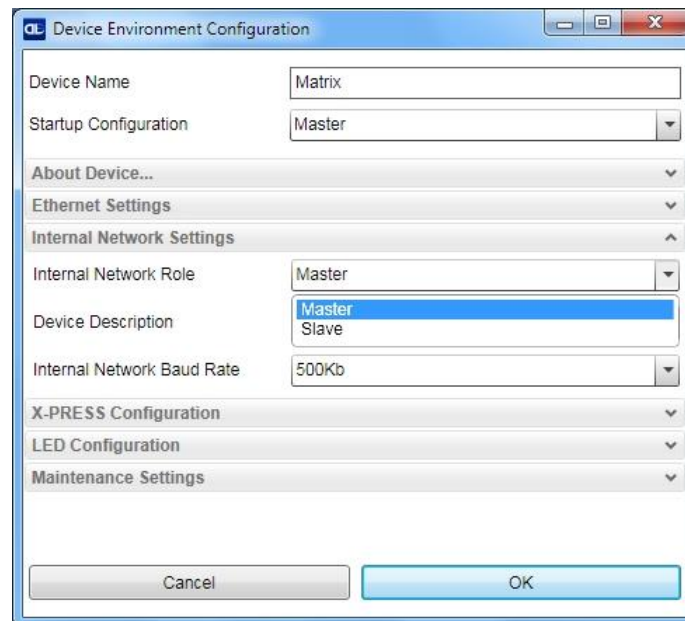 Device Environment Configuration
Device Name Matrix
Startup Configuration Master
About Device...
Ethernet Settings
Internal Network Settings
Internal Network Role Master
Master
Device Description
Slave
Internal Network Baud Rate 500Kb
X-PRESS Configuration
LED Configuration
Maintenance Settings
Cancel OK